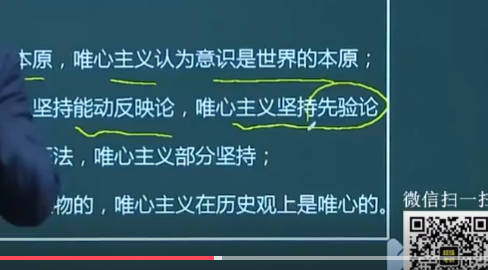 本原，唯心主义认为意识是世界的本原；
坚持能动反映论，唯心主义坚持先验论
法，唯心主义部分坚持；
物的，唯心主义在历史观上是唯心的。
微信扫一扫